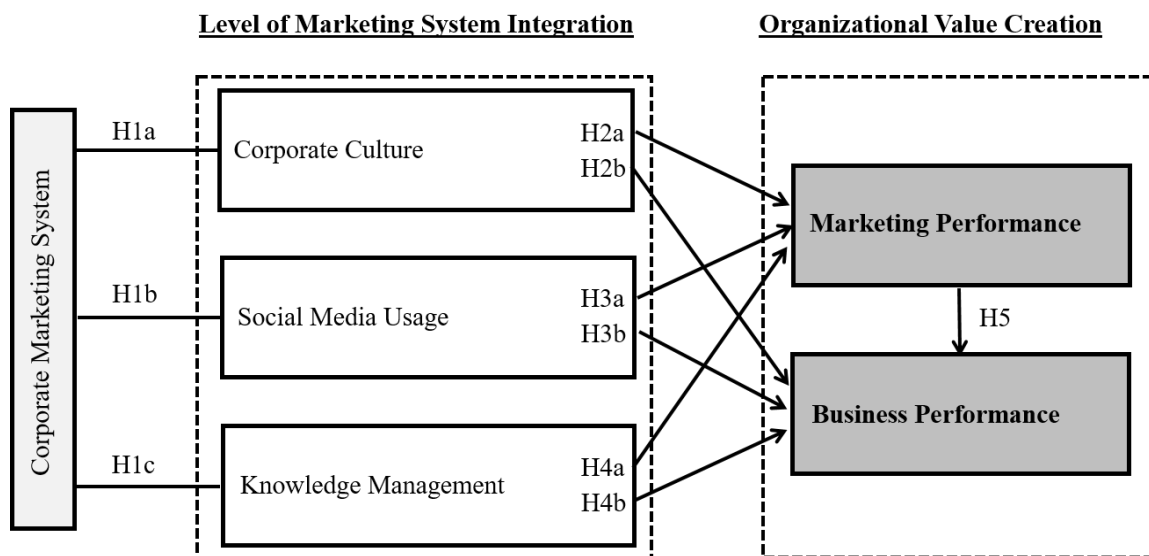 Level of Marketing System Integration
Organizational Value Creation
Corporate Marketing System
H1a
Corporate Culture
H2a
H2b
H1b
Social Media Usage
H3a
H3b
H1c
Knowledge Management
H4a
H4b
Marketing Performance
H5
Business Performance